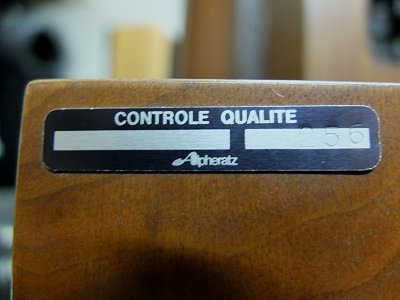 CONTROLE QUALITE
256
Alpheratz